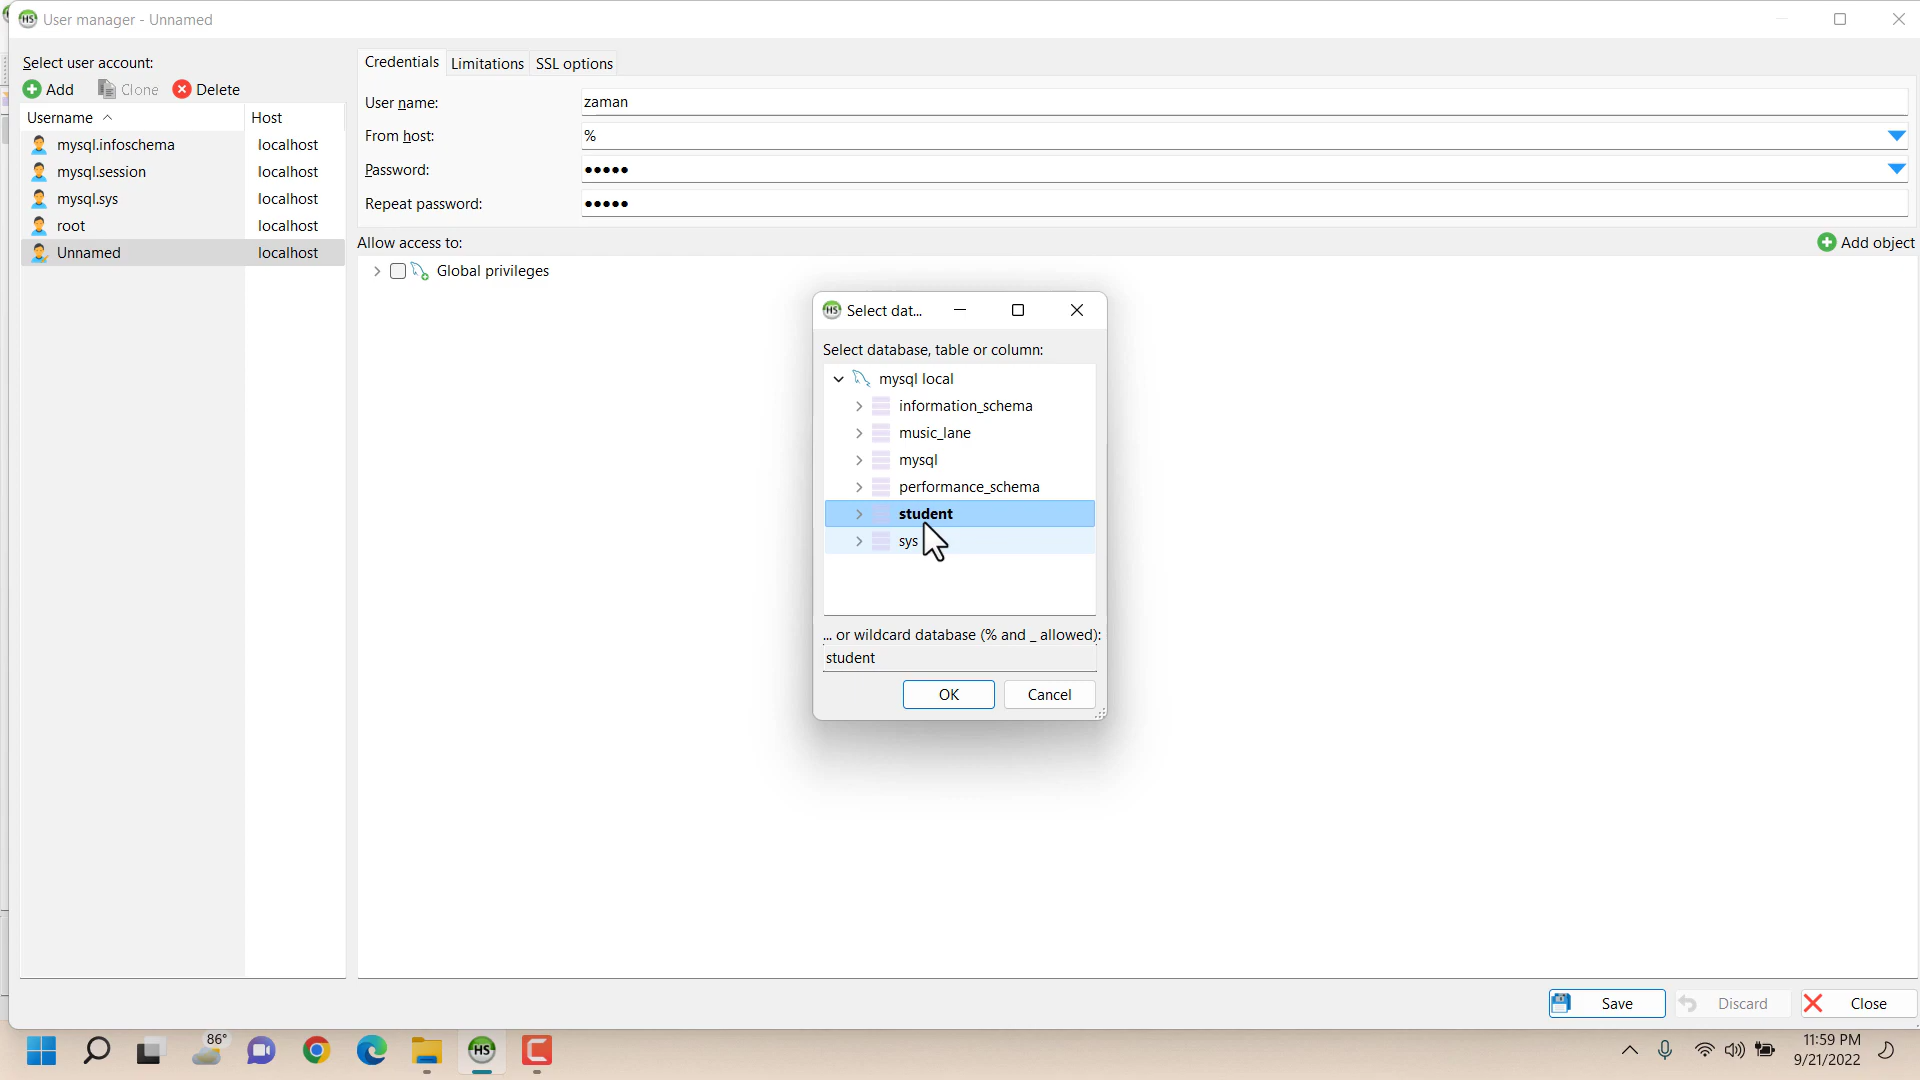 User manager - Unnamed
Select user account:
Add Clone Delete
Username Host
mysql.infoschema localhost
mysql.session localhost
mysql.sys localhost
root localhost
Unnamed localhost
Credentials Limitations SSL options
User name: zaman
From host: %
Password: •••••
Repeat password: •••••
Allow access to: Add object
Global privileges
HS Select dat...
Select database, table or column:
mysql local
information_schema
music_lane
mysql
performance_schema
student
sys
... or wildcard database (% and _ allowed):
student
OK Cancel
Save Discard Close
86°
HS
11:59 PM
9/21/2022